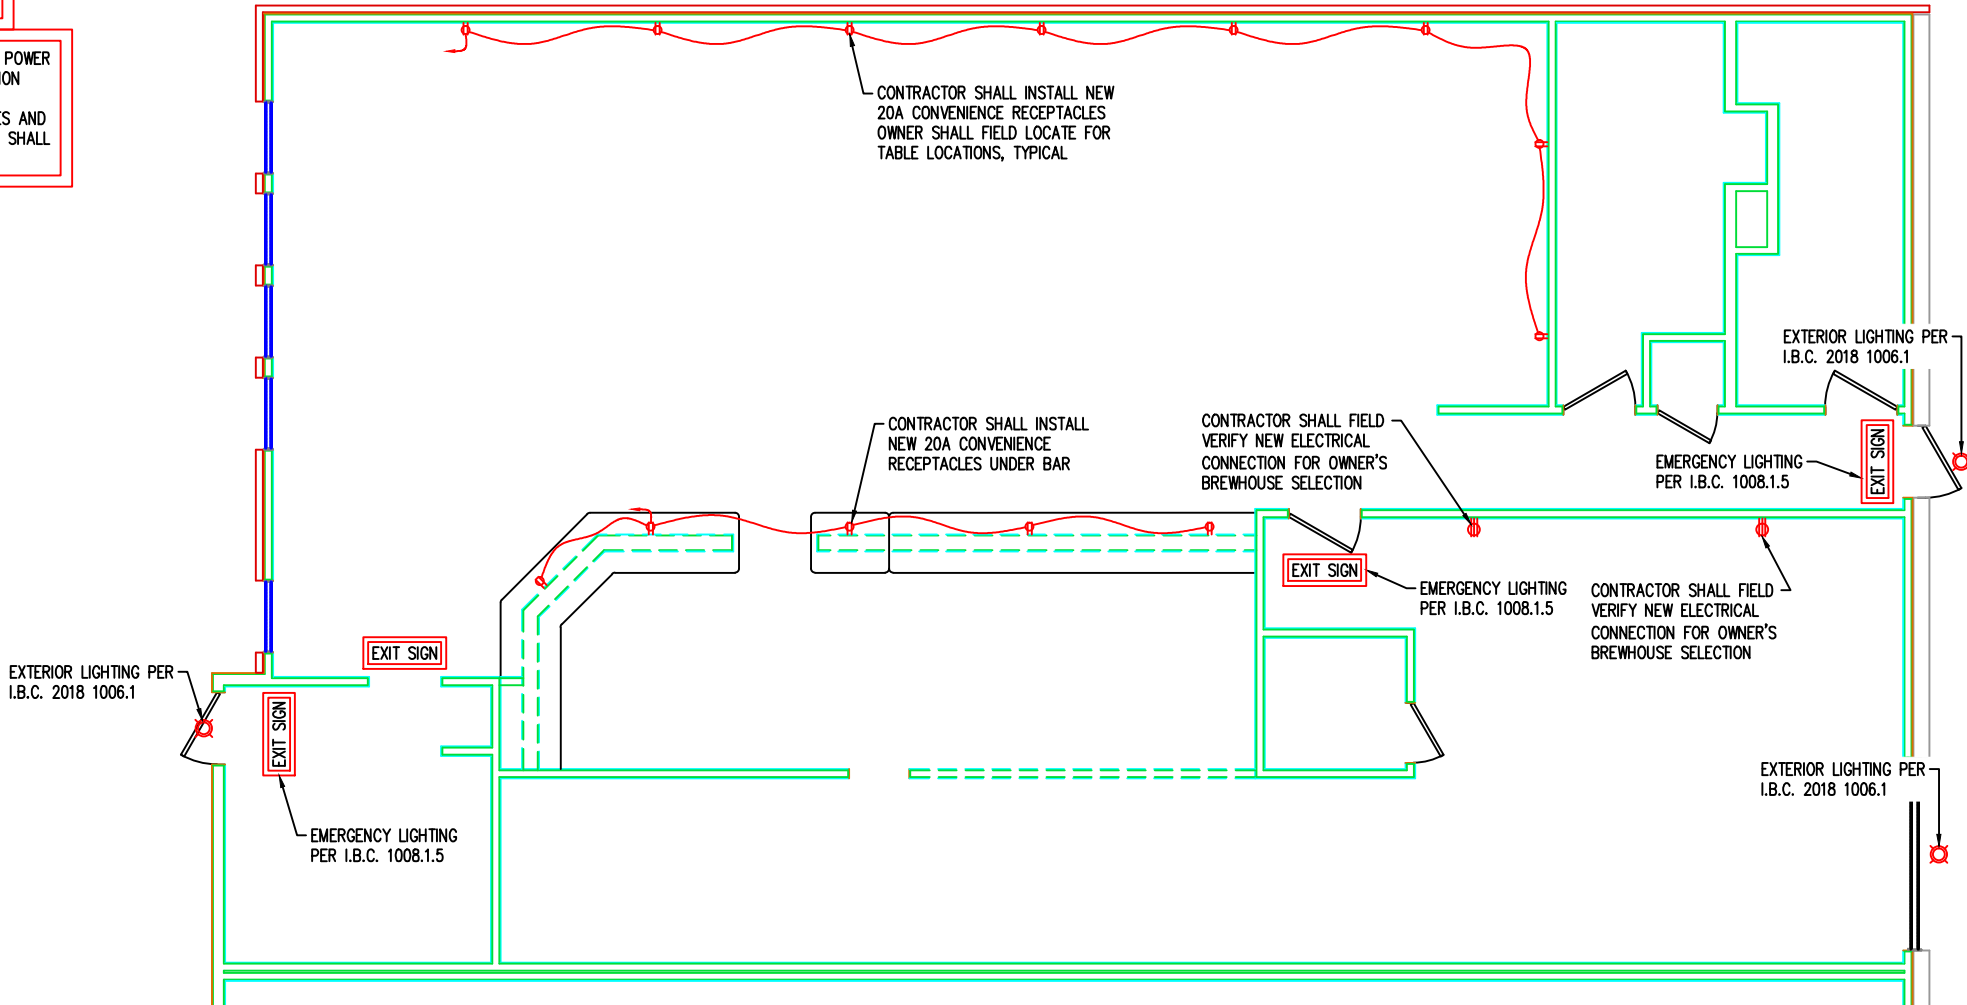 POWER
ION
ES AND
SHALL
CONTRACTOR SHALL INSTALL NEW
20A CONVENIENCE RECEPTACLES
OWNER SHALL FIELD LOCATE FOR
TABLE LOCATIONS, TYPICAL
EXTERIOR LIGHTING PER
I.B.C. 2018 1006.1
CONTRACTOR SHALL INSTALL
NEW 20A CONVENIENCE
RECEPTACLES UNDER BAR
CONTRACTOR SHALL FIELD
VERIFY NEW ELECTRICAL
CONNECTION FOR OWNER'S
BREWHOUSE SELECTION
EMERGENCY LIGHTING
PER I.B.C. 1008.1.5
EXIT SIGN
EXIT SIGN
EMERGENCY LIGHTING
PER I.B.C. 1008.1.5
CONTRACTOR SHALL FIELD
VERIFY NEW ELECTRICAL
CONNECTION FOR OWNER'S
BREWHOUSE SELECTION
EXIT SIGN
EXTERIOR LIGHTING PER
I.B.C. 2018 1006.1
EXIT SIGN
EXTERIOR LIGHTING PER
I.B.C. 2018 1006.1
EMERGENCY LIGHTING
PER I.B.C. 1008.1.5